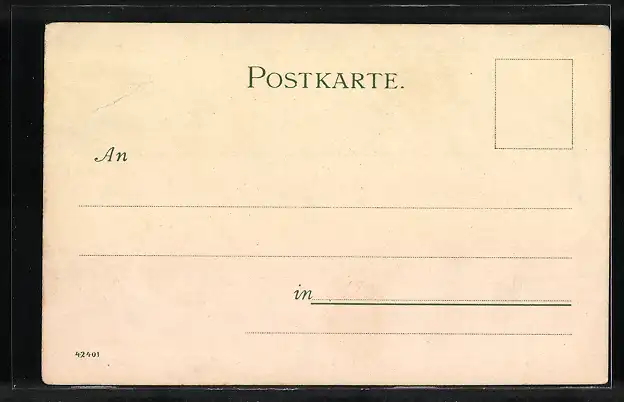 POSTKARTE.
An
in
42401